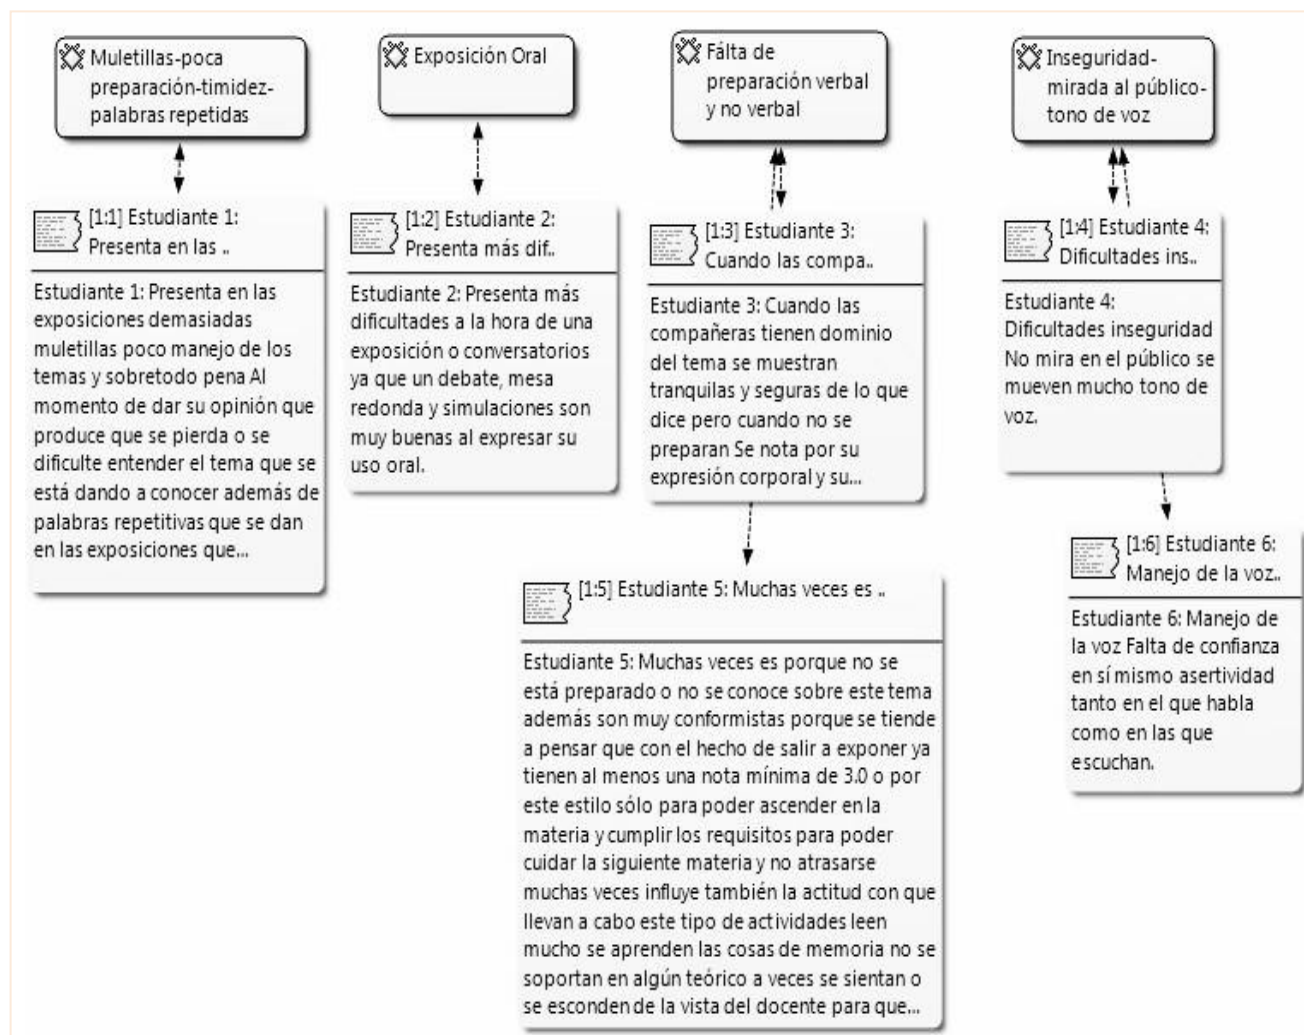 Muletillas-poca
preparación-timidez-
palabras repetidas
Exposición Oral
Fálta de
preparación verbal
y no verbal
Inseguridad-
mirada al público-
tono de voz
[1:1] Estudiante 1:
Presenta en las ..
Estudiante 1: Presenta en las
exposiciones demasiadas
muletillas poco manejo de los
temas y sobretodo pena Al
momento de dar su opinión que
produce que se pierda o se
dificulte entender el tema que se
está dando a conocer además de
palabras repetitivas que se dan
en las exposiciones que...
[1:2] Estudiante 2:
Presenta más dif..
Estudiante 2: Presenta más
dificultades a la hora de una
exposición o conversatorios
ya que un debate, mesa
redonda y simulaciones son
muy buenas al expresar su
uso oral.
[1:3] Estudiante 3:
Cuando las compa..
Estudiante 3: Cuando las
compañeras tienen dominio
del tema se muestran
tranquilas y seguras de lo que
dice pero cuando no se
preparan Se nota por su
expresión corporal y su...
[1:4] Estudiante 4:
Dificultades ins..
Estudiante 4:
Dificultades inseguridad
No mira en el público se
mueven mucho tono de
voz.
[1:5] Estudiante 5: Muchas veces es ..
Estudiante 5: Muchas veces es porque no se
está preparado o no se conoce sobre este tema
además son muy conformistas porque se tiende
a pensar que con el hecho de salir a exponer ya
tienen al menos una nota mínima de 3.0 o por
este estilo sólo para poder ascender en la
materia y cumplir los requisitos para poder
cuidar la siguiente materia y no atrasarse
muchas veces influye también la actitud con que
llevan a cabo este tipo de actividades leen
mucho se aprenden las cosas de memoria no se
soportan en algún teórico a veces se sientan o
se esconden de la vista del docente para que...
[1:6] Estudiante 6:
Manejo de la voz..
Estudiante 6: Manejo de
la voz Falta de confianza
en sí mismo asertividad
tanto en el que habla
como en las que
escuchan.